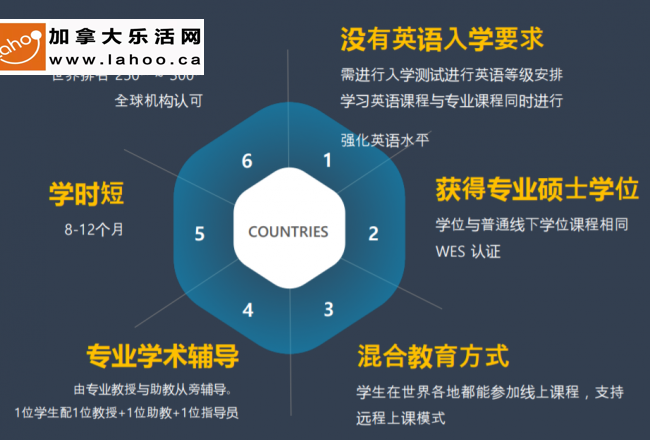 lahoo
加拿大乐活网
www.lahoo.ca
全球机构认可
没有英语入学要求
需进行入学测试进行英语等级安排
学习英语课程与专业课程同时进行
强化英语水平
6
1
学时短
8-12个月
5
COUNTRIES
2
获得专业硕士学位
学位与普通线下学位课程相同
WES 认证
4
3
专业学术辅导
由专业教授与助教从旁辅导。
1位学生配1位教授+1位助教+1位指导员
混合教育方式
学生在世界各地都能参加线上课程，支持
远程上课模式